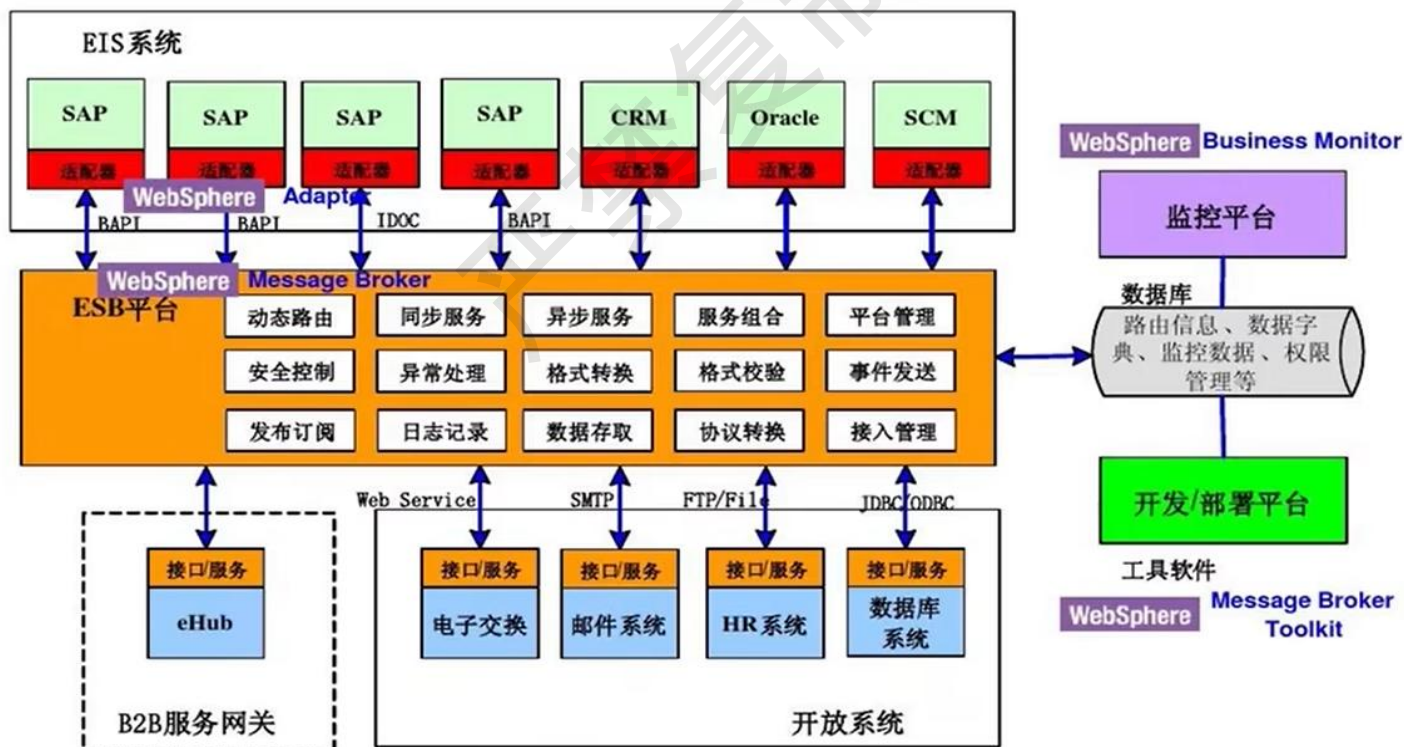 EIS系统
SAP
SAP
SAP
SAP
CRM
Oracle
SCM
适配器
适配器
适配器
适配器
适配器
适配器
适配器
WebSphere Adapter
BAPI
BAPI
IDOC
BAPI
WebSphere Message Broker
ESB平台
动态路由
同步服务
异步服务
服务组合
平台管理
安全控制
异常处理
格式转换
格式校验
事件发送
发布订阅
日志记录
数据存取
协议转换
接入管理
Web Service
SMTP
FTP/File
JDBC/ODBC
接口/服务
eHub
B2B服务网关
接口/服务
接口/服务
接口/服务
接口/服务
电子交换
邮件系统
HR系统
数据库
系统
开放系统
WebSphere Business Monitor
监控平台
数据库
路由信息、数据字
典、监控数据、权限
管理等
开发/部署平台
工具软件
WebSphere Message Broker
Toolkit
严禁复制